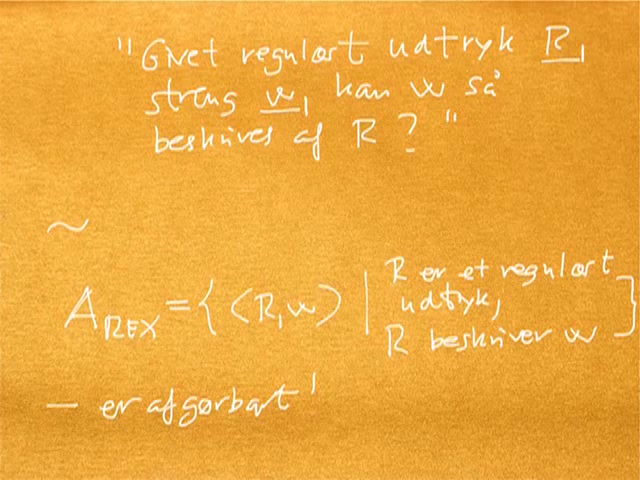 "Givet regulært udtryk R,
streng w, kan w så
beskrives af R?"
~
A_REX = { ⟨R,w⟩ | R er et regulært
udtryk,
R beskriver w }
— er afgørbart!